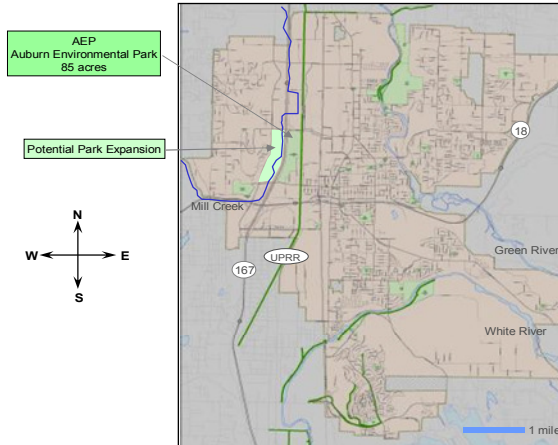 AEP
Auburn Environmental Park
85 acres
Potential Park Expansion
18
Mill Creek
N
W
E
S
Green River
UPRR
167
White River
1 mile